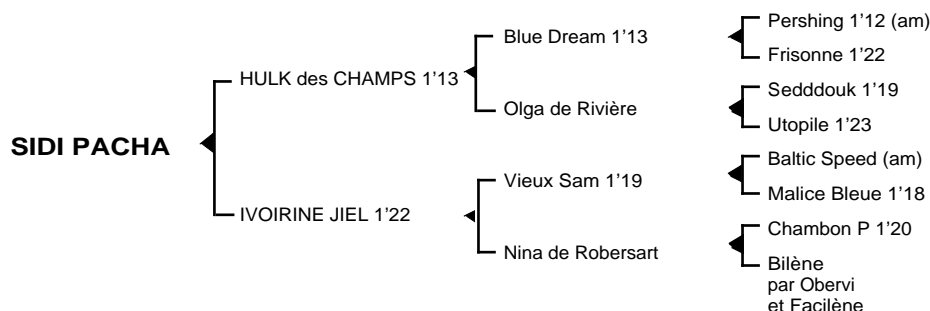 SIDI PACHA
HULK des CHAMPS 1’13
IVOIRINE JIEL 1’22
Blue Dream 1’13
Olga de Rivière
Vieux Sam 1’19
Nina de Robersart
Pershing 1’12 (am)
Frisonne 1’22
Sedddouk 1’19
Utopile 1’23
Baltic Speed (am)
Malice Bleue 1’18
Chambon P 1’20
Bilène
par Obervi
et Facilène